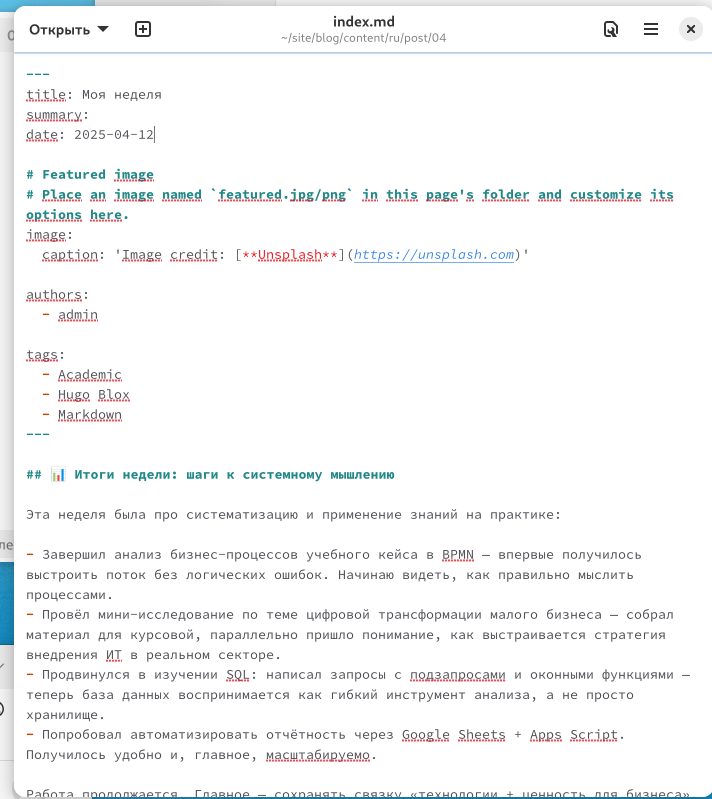 Открыть
index.md
~/site/blog/content/ru/post/04
---
title: Моя неделя
summary:
date: 2025-04-12
# Featured image
# Place an image named `featured.jpg/png` in this page's folder and customize its
options here.
image:
caption: 'Image credit: [**Unsplash**](https://unsplash.com)'
authors:
- admin
tags:
- Academic
- Hugo Blox
- Markdown
---
## 📊 Итоги недели: шаги к системному мышлению
Эта неделя была про систематизацию и применение знаний на практике:
- Завершил анализ бизнес-процессов учебного кейса в BPMN — впервые получилось
выстроить поток без логических ошибок. Начинаю видеть, как правильно мыслить
процессами.
- Провёл мини-исследование по теме цифровой трансформации малого бизнеса — собрал
материал для курсовой, параллельно пришло понимание, как выстраивается стратегия
внедрения ИТ в реальном секторе.
- Продвинулся в изучении SQL: написал запросы с подзапросами и оконными функциями —
теперь база данных воспринимается как гибкий инструмент анализа, а не просто
хранилище.
- Попробовал автоматизировать отчётность через Google Sheets + Apps Script.
Получилось удобно и, главное, масштабируемо.
Работа продолжается. Главное — сохранять связку «технологии + ценность для бизнеса».